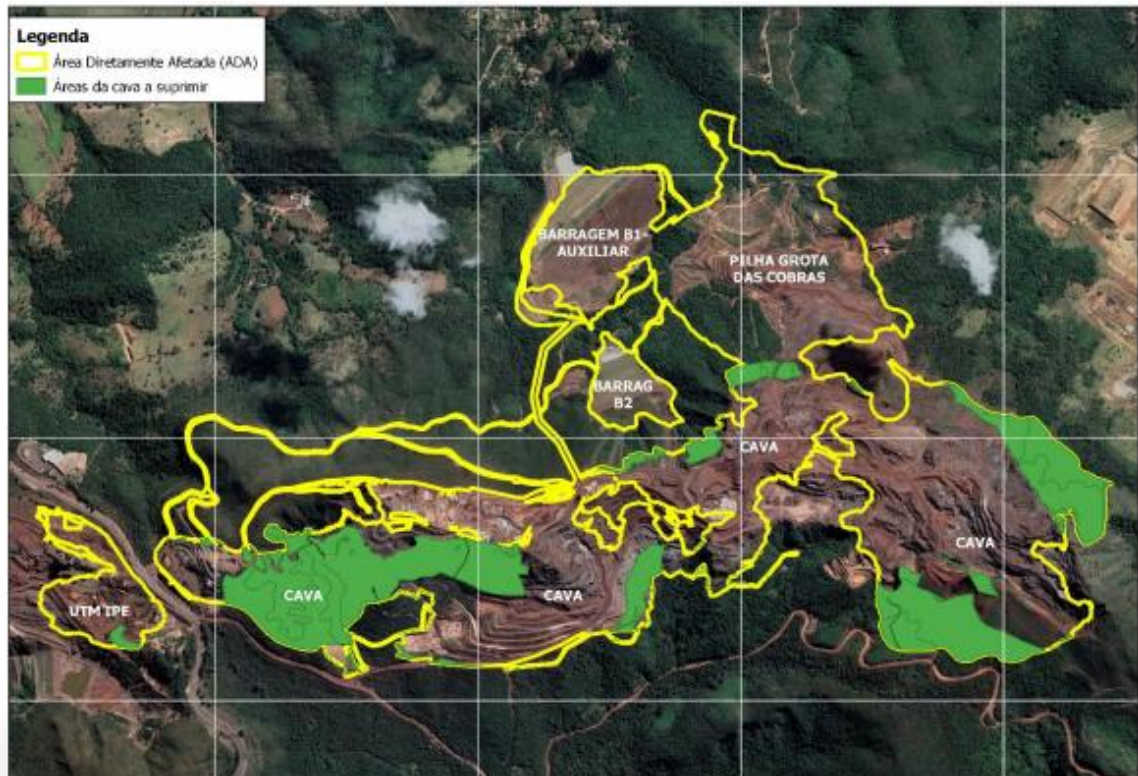 Legenda
Área Diretamente Afetada (ADA)
Áreas da cava a suprimir
BARRAGEM B1-
AUXILIAR
PILHA GROTA
DAS COBRAS
BARRAG
B2
CAVA
CAVA
CAVA
CAVA
UTM IPE